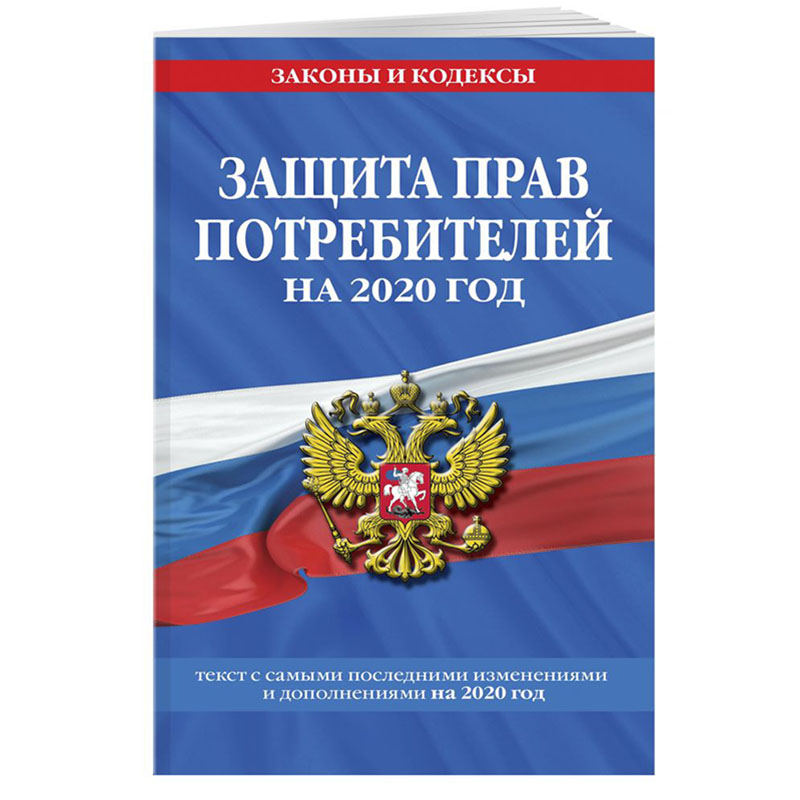 ЗАКОНЫ И КОДЕКСЫ
ЗАЩИТА ПРАВ
ПОТРЕБИТЕЛЕЙ
НА 2020 ГОД
текст с самыми последними изменениями
и дополнениями на 2020 год